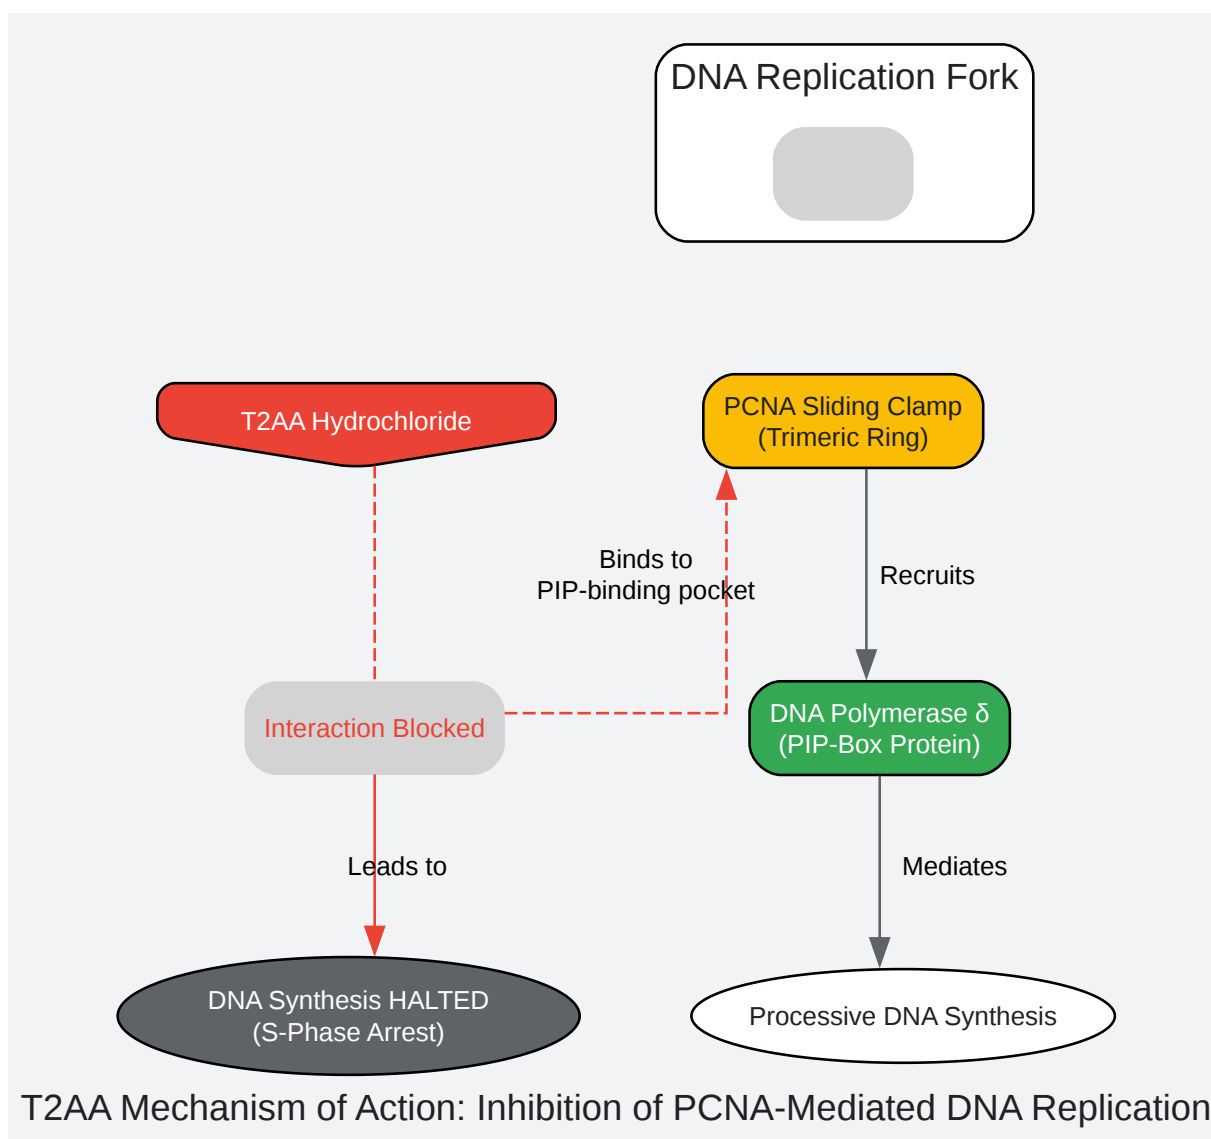 DNA Replication Fork
T2AA Hydrochloride
PCNA Sliding Clamp
(Trimeric Ring)
Binds to
PIP-binding pocket
Recruits
Interaction Blocked
DNA Polymerase δ
(PIP-Box Protein)
Leads to
Mediates
DNA Synthesis HALTED
(S-Phase Arrest)
Processive DNA Synthesis
T2AA Mechanism of Action: Inhibition of PCNA-Mediated DNA Replication